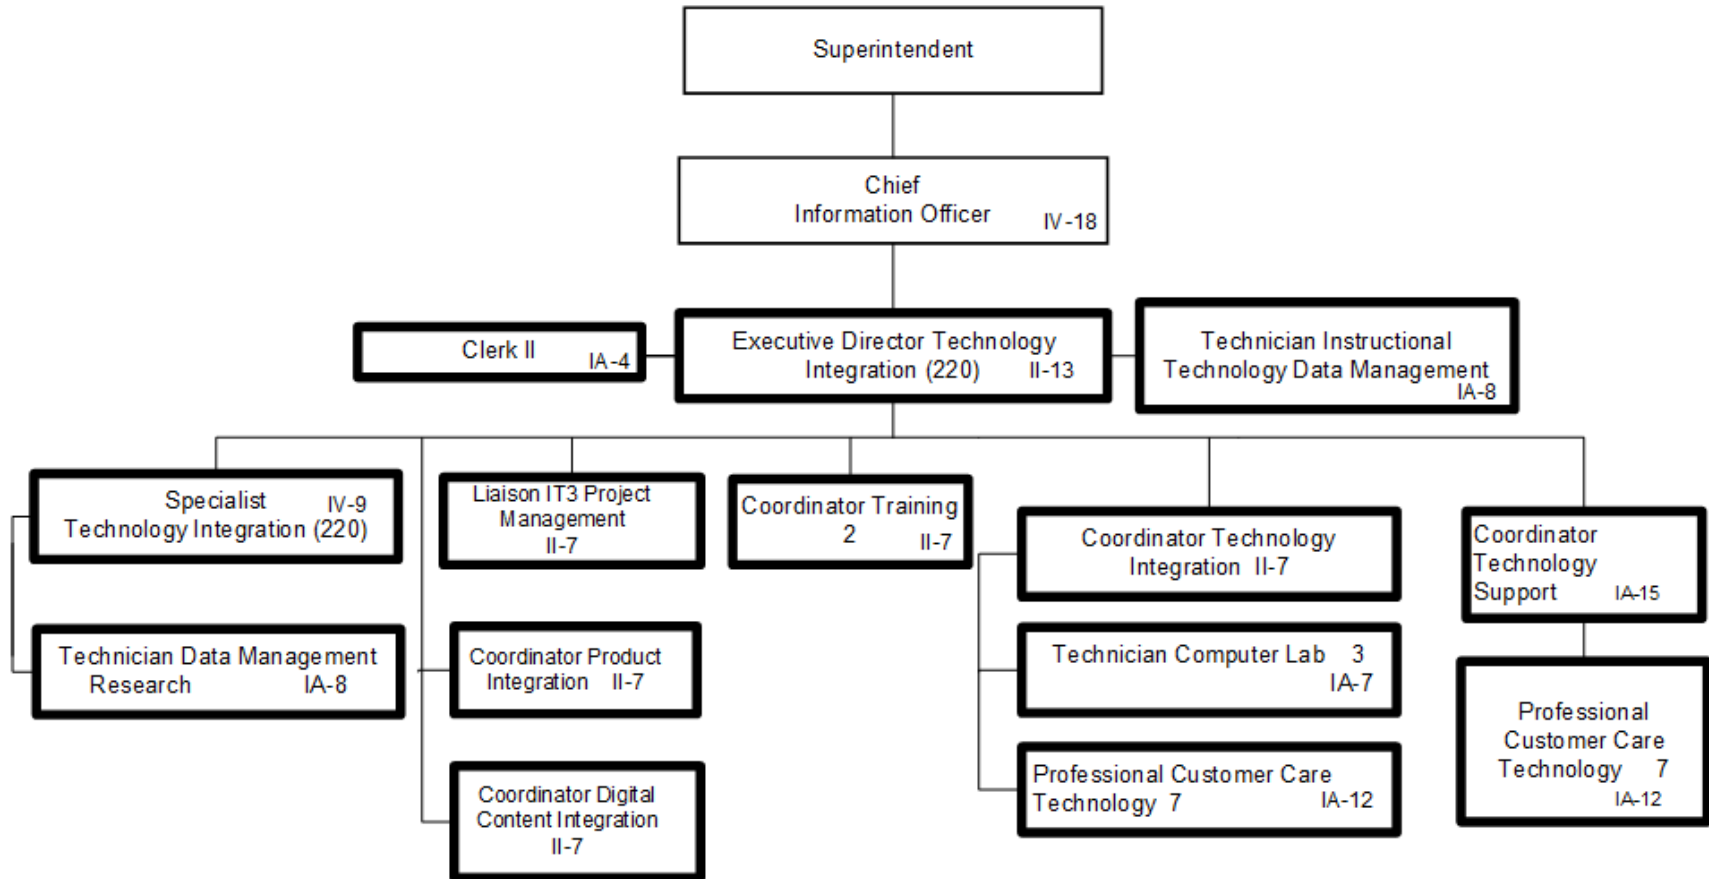 Superintendent
Chief
Information Officer IV-18
Clerk II
IA-4
Executive Director Technology
Integration (220) II-13
Technician Instructional
Technology Data Management
IA-8
Specialist IV-9
Technology Integration (220)
Technician Data Management
Research IA-8
Liaison IT3 Project
Management
II-7
Coordinator Product
Integration II-7
Coordinator Digital
Content Integration
II-7
Coordinator Training
2 II-7
Coordinator Technology
Integration II-7
Technician Computer Lab 3
IA-7
Professional Customer Care
Technology 7 IA-12
Coordinator
Technology
Support IA-15
Professional
Customer Care
Technology 7
IA-12